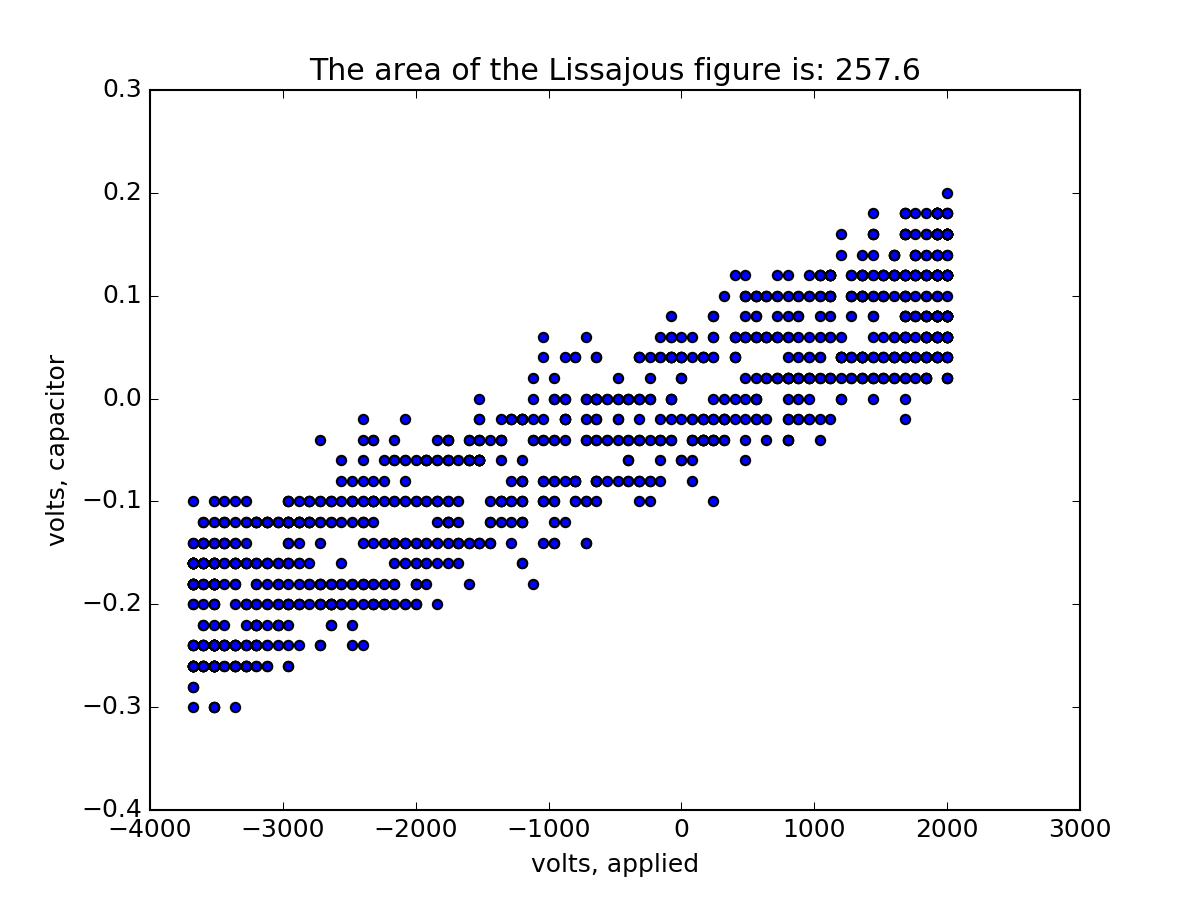 The area of the Lissajous figure is: 257.6
0.3
0.2
0.1
0.0
−0.1
−0.2
−0.3
−0.4
volts, capacitor
−4000 −3000 −2000 −1000 0 1000 2000 3000
volts, applied